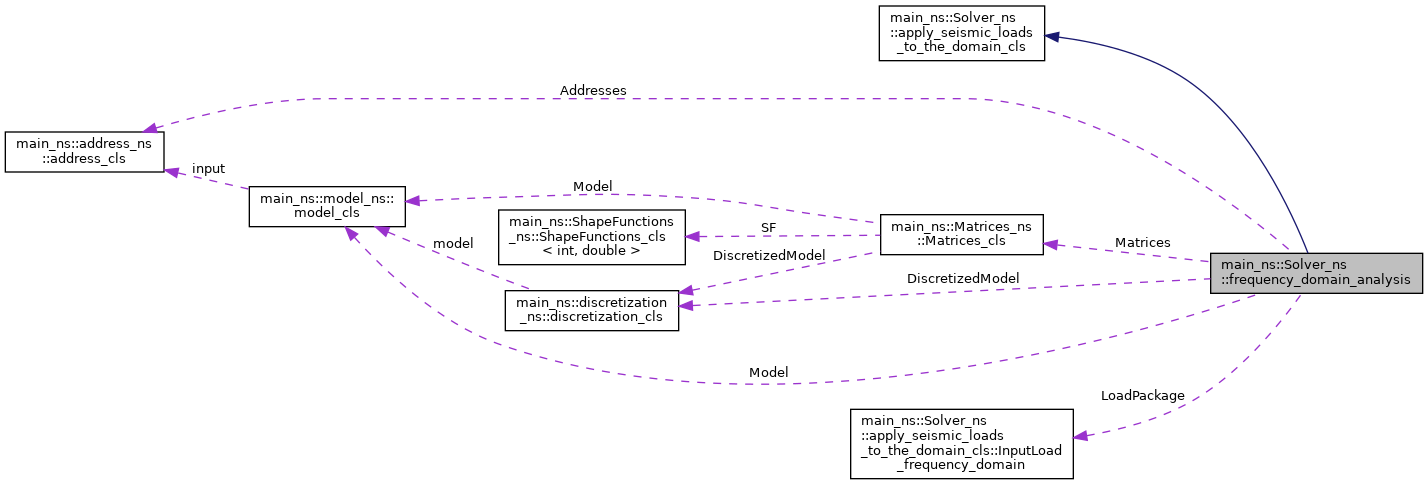 main_ns::Solver_ns
::apply_seismic_loads
_to_the_domain_cls
Addresses
main_ns::address_ns
::address_cls
input
main_ns::model_ns::
model_cls
Model
main_ns::ShapeFunctions
_ns::ShapeFunctions_cls
< int, double >
SF
main_ns::Matrices_ns
::Matrices_cls
model
DiscretizedModel
Matrices
main_ns::Solver_ns
::frequency_domain_analysis
DiscretizedModel
main_ns::discretization
_ns::discretization_cls
Model
LoadPackage
main_ns::Solver_ns
::apply_seismic_loads
_to_the_domain_cls::InputLoad
_frequency_domain